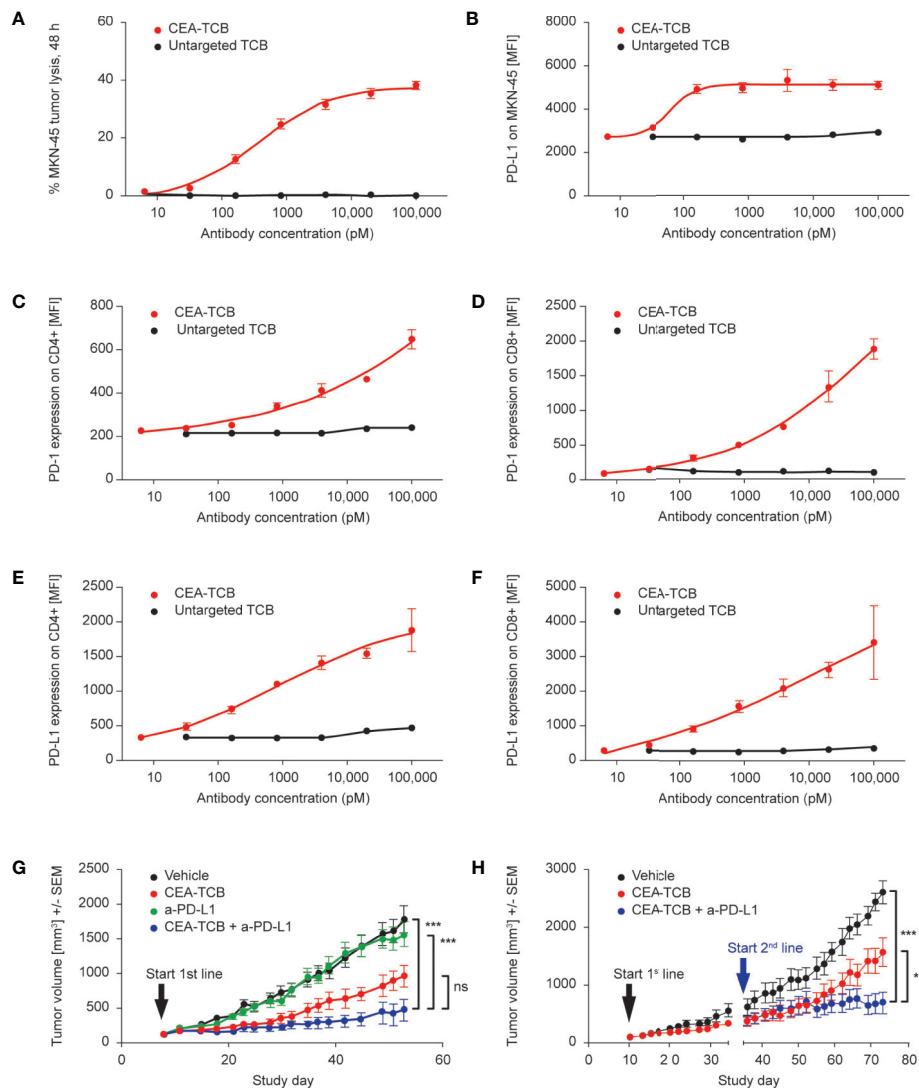 A
60
40
20
0
% MKN-45 tumor lysis, 48 h
CEA-TCB
Untargeted TCB
10 100 1000 10,000 100,000
Antibody concentration (pM)
B
8000
6000
4000
2000
0
PD-L1 on MKN-45 [MFI]
CEA-TCB
Untargeted TCB
10 100 1000 10,000 100,000
Antibody concentration (pM)
C
800
600
400
200
0
PD-1 expression on CD4+ [MFI]
CEA-TCB
Untargeted TCB
10 100 1000 10,000 100,000
Antibody concentration (pM)
D
2500
2000
1500
1000
500
0
PD-1 expression on CD8+ [MFI]
CEA-TCB
Untargeted TCB
10 100 1000 10,000 100,000
Antibody concentration (pM)
E
2500
2000
1500
1000
500
0
PD-L1 expression on CD4+ [MFI]
CEA-TCB
Untargeted TCB
10 100 1000 10,000 100,000
Antibody concentration (pM)
F
5000
4000
3000
2000
1000
0
PD-L1 expression on CD8+ [MFI]
CEA-TCB
Untargeted TCB
10 100 1000 10,000 100,000
Antibody concentration (pM)
G
2500
2000
1500
1000
500
0
Tumor volume [mm³] +/- SEM
Vehicle
CEA-TCB
a-PD-L1
CEA-TCB + a-PD-L1
Start 1st line
***
***
ns
0 20 40 60
Study day
H
3000
2000
1000
0
Tumor volume [mm³] +/- SEM
Vehicle
CEA-TCB
CEA-TCB + a-PD-L1
Start 1ˢ line
Start 2ⁿᵈ line
***
*
0 10 20 30 40 50 60 70 80
Study day